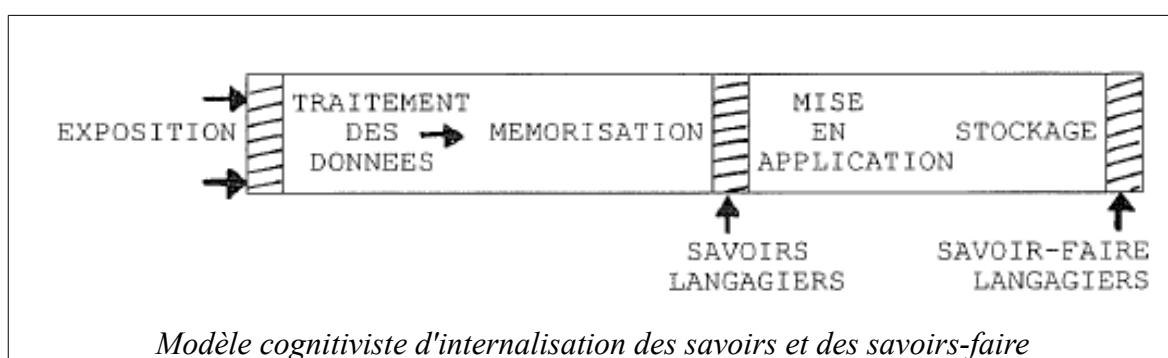 EXPOSITION
TRAITEMENT
DES
DONNEES
MEMORISATION
MISE
EN
APPLICATION
STOCKAGE
SAVOIRS
LANGAGIERS
SAVOIR-FAIRE
LANGAGIERS
Modèle cognitiviste d'internalisation des savoirs et des savoirs-faire